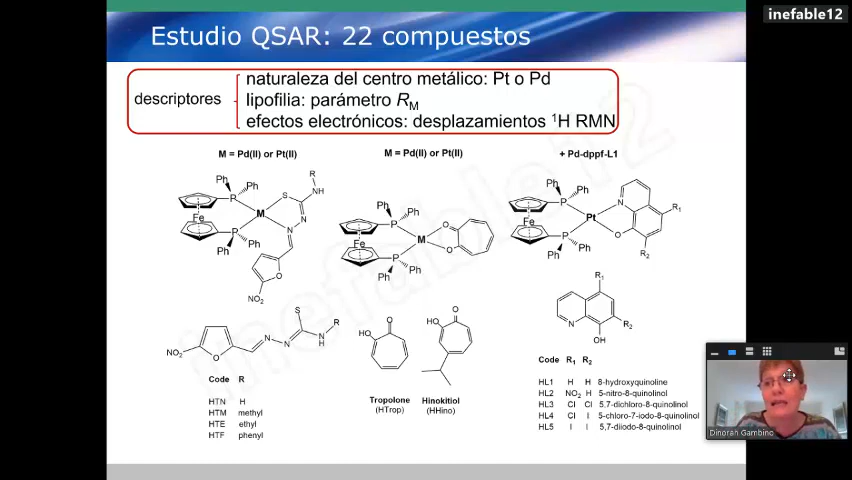 inefable12
Estudio QSAR: 22 compuestos
descriptores
naturaleza del centro metálico: Pt o Pd
lipofilia: parámetro RM
efectos electrónicos: desplazamientos 1H RMN
M = Pd(II) or Pt(II)
M = Pd(II) or Pt(II)
+ Pd-dppf-L1
Ph Ph P S R NH
Fe M N
P Ph Ph N
O
NO2
Ph Ph P O
Fe M
P O Ph Ph
Ph Ph P N R1
Fe Pt
P O Ph Ph R2
NO2 O N N S N H R
HO O
HO O
R1
N R2
OH
Tropolone
(HTrop)
Hinokitiol
(HHino)
Code R
HTN H
HTM methyl
HTE ethyl
HTF phenyl
Code R1 R2
HL1 H H 8-hydroxyquinoline
HL2 NO2 H 5-nitro-8-quinolinol
HL3 Cl Cl 5,7-dichloro-8-quinolinol
HL4 Cl I 5-chloro-7-iodo-8-quinolinol
HL5 I I 5,7-diiodo-8-quinolinol
Dinorah Gambino
inefable12